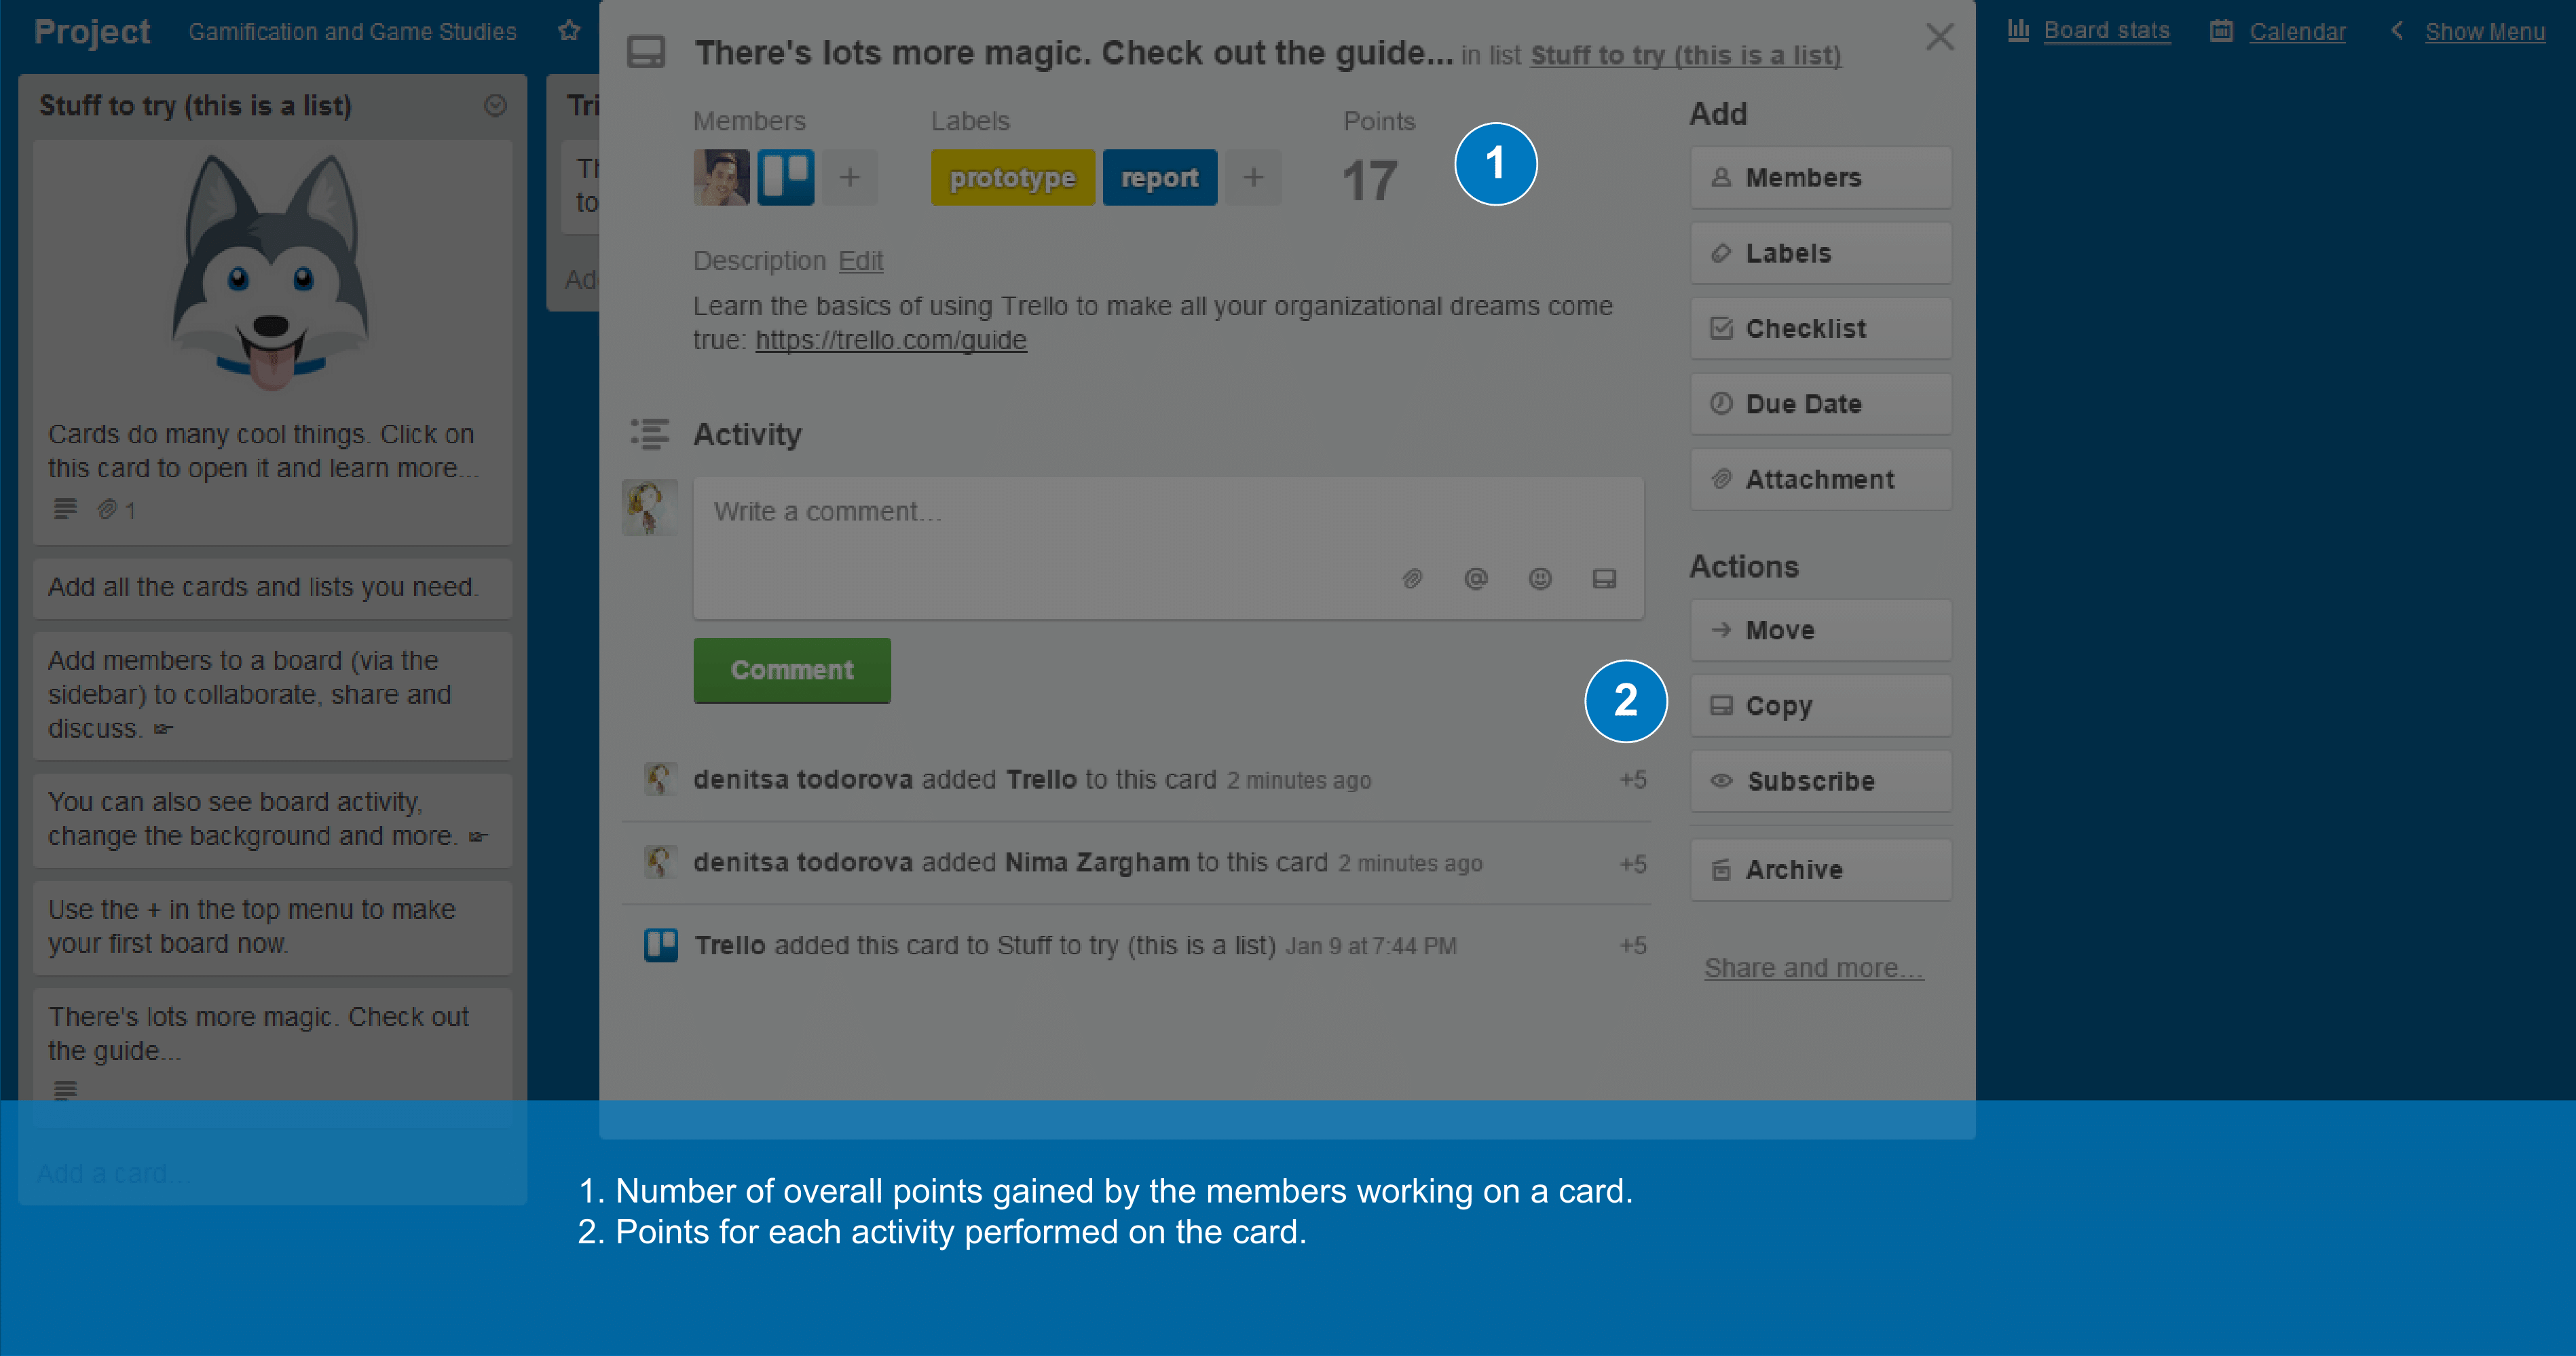 Project Gamification and Game Studies
Board stats Calendar Show Menu
Stuff to try (this is a list)
Cards do many cool things. Click on
this card to open it and learn more...
1
Add all the cards and lists you need.
Add members to a board (via the
sidebar) to collaborate, share and
discuss.
You can also see board activity,
change the background and more.
Use the + in the top menu to make
your first board now.
There's lots more magic. Check out
the guide...
Add a card...
Tri
Th
to
Ad
There's lots more magic. Check out the guide... in list Stuff to try (this is a list)
Members Labels Points
+ prototype report + 17
1
Description Edit
Learn the basics of using Trello to make all your organizational dreams come
true: https://trello.com/guide
Activity
Write a comment...
@
Comment
2
denitsa todorova added Trello to this card 2 minutes ago +5
denitsa todorova added Nima Zargham to this card 2 minutes ago +5
Trello added this card to Stuff to try (this is a list) Jan 9 at 7:44 PM +5
Add
Members
Labels
Checklist
Due Date
Attachment
Actions
Move
Copy
Subscribe
Archive
Share and more...
1. Number of overall points gained by the members working on a card.
2. Points for each activity performed on the card.